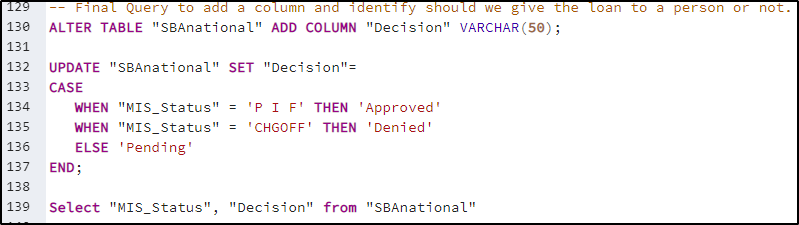 129 -- Final Query to add a column and identify should we give the loan to a person or not.
130 ALTER TABLE "SBAnational" ADD COLUMN "Decision" VARCHAR(50);
131
132 UPDATE "SBAnational" SET "Decision"=
133 CASE
134 WHEN "MIS_Status" = 'P I F' THEN 'Approved'
135 WHEN "MIS_Status" = 'CHGOFF' THEN 'Denied'
136 ELSE 'Pending'
137 END;
138
139 Select "MIS_Status", "Decision" from "SBAnational"